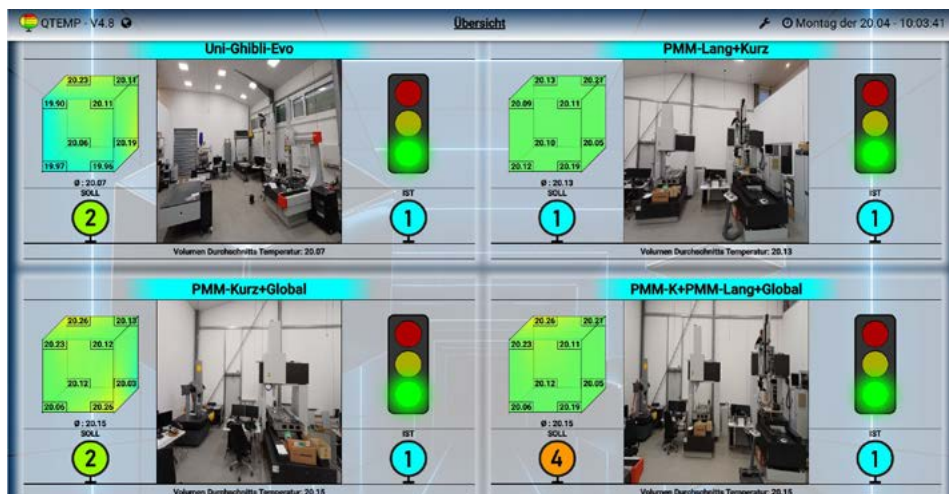 QTEMP - V4.8
Übersicht
Montag der 20.04 - 10:03:41
Uni-Ghibli-Evo
20.23 20.11
19.90 20.11
20.06 20.19
19.97 19.96
Ø : 20.07
SOLL
2
IST
1
Volumen Durchschnitts Temperatur: 20.07
PMM-Lang+Kurz
20.13 20.21
20.09 20.11
20.10 20.05
20.12 20.19
Ø : 20.13
SOLL
1
IST
1
Volumen Durchschnitts Temperatur: 20.13
PMM-Kurz+Global
20.26 20.13
20.23 20.12
20.12 20.03
20.06 20.26
Ø : 20.15
SOLL
2
IST
1
Volumen Durchschnitts Temperatur: 20.15
PMM-K+PMM-Lang+Global
20.26 20.21
20.23 20.11
20.12 20.05
20.06 20.19
Ø : 20.15
SOLL
4
IST
1
Volumen Durchschnitts Temperatur: 20.15